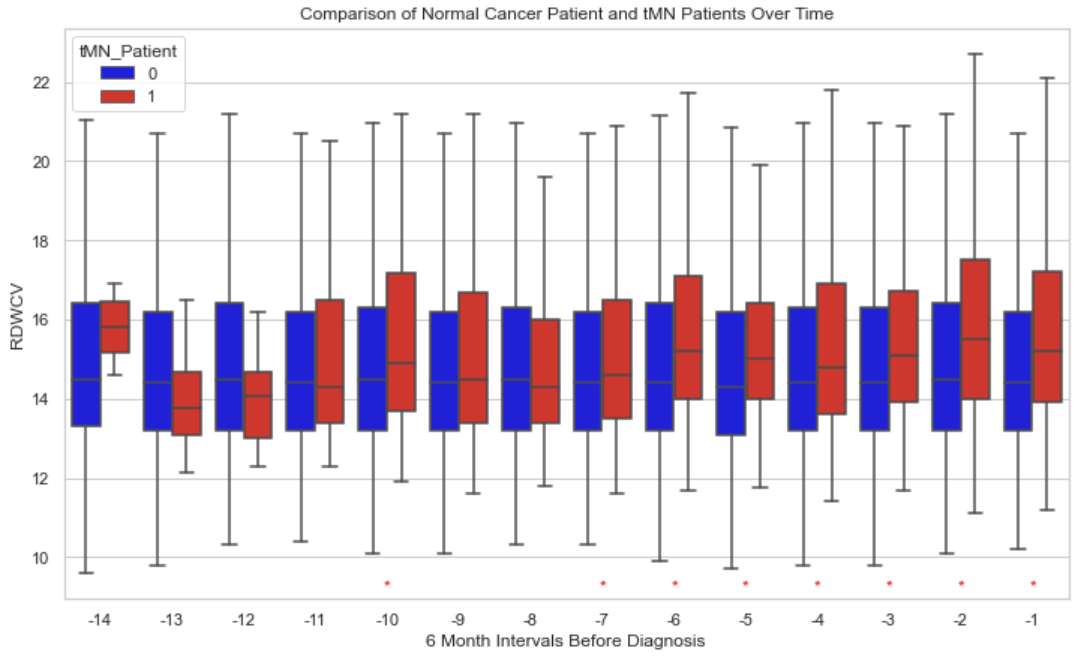 Comparison of Normal Cancer Patient and tMN Patients Over Time
tMN_Patient
0
1
RDWCV
22
20
18
16
14
12
10
* * * * * * * *
-14 -13 -12 -11 -10 -9 -8 -7 -6 -5 -4 -3 -2 -1
6 Month Intervals Before Diagnosis